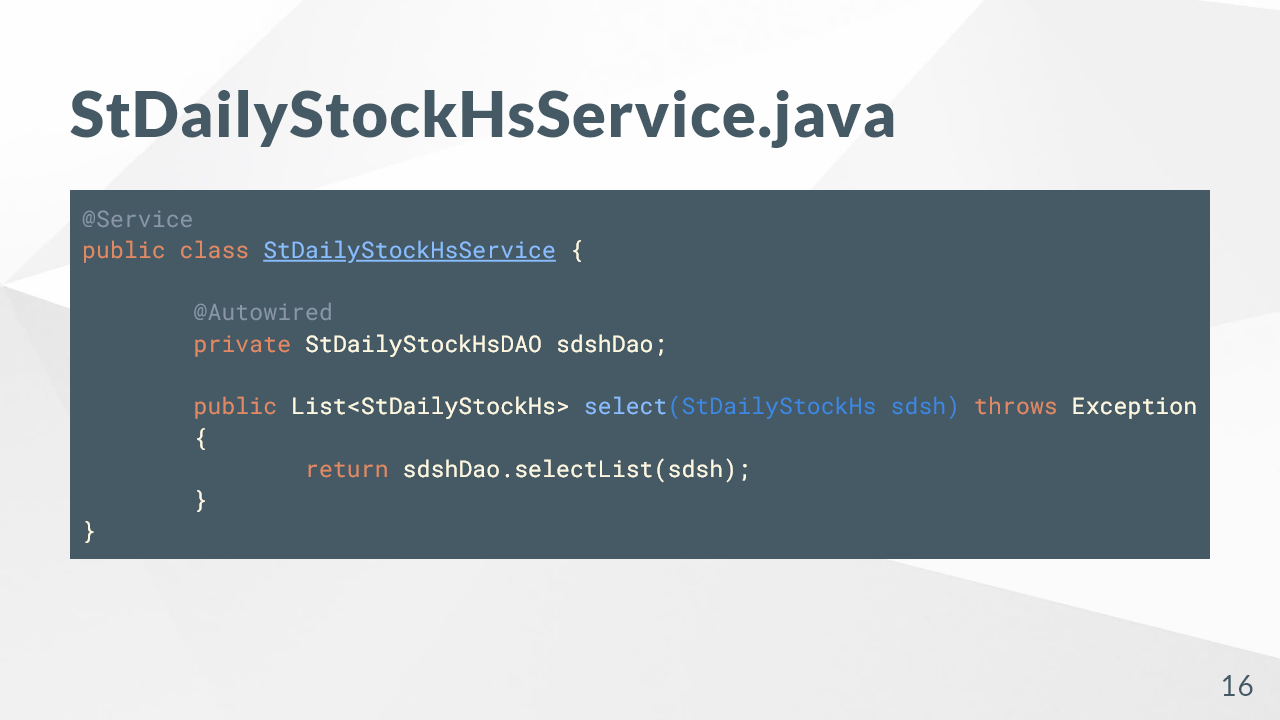 StDailyStockHsService.java
@Service
public class StDailyStockHsService {
@Autowired
private StDailyStockHsDAO sdshDao;
public List<StDailyStockHs> select(StDailyStockHs sdsh) throws Exception
{
return sdshDao.selectList(sdsh);
}
}
16